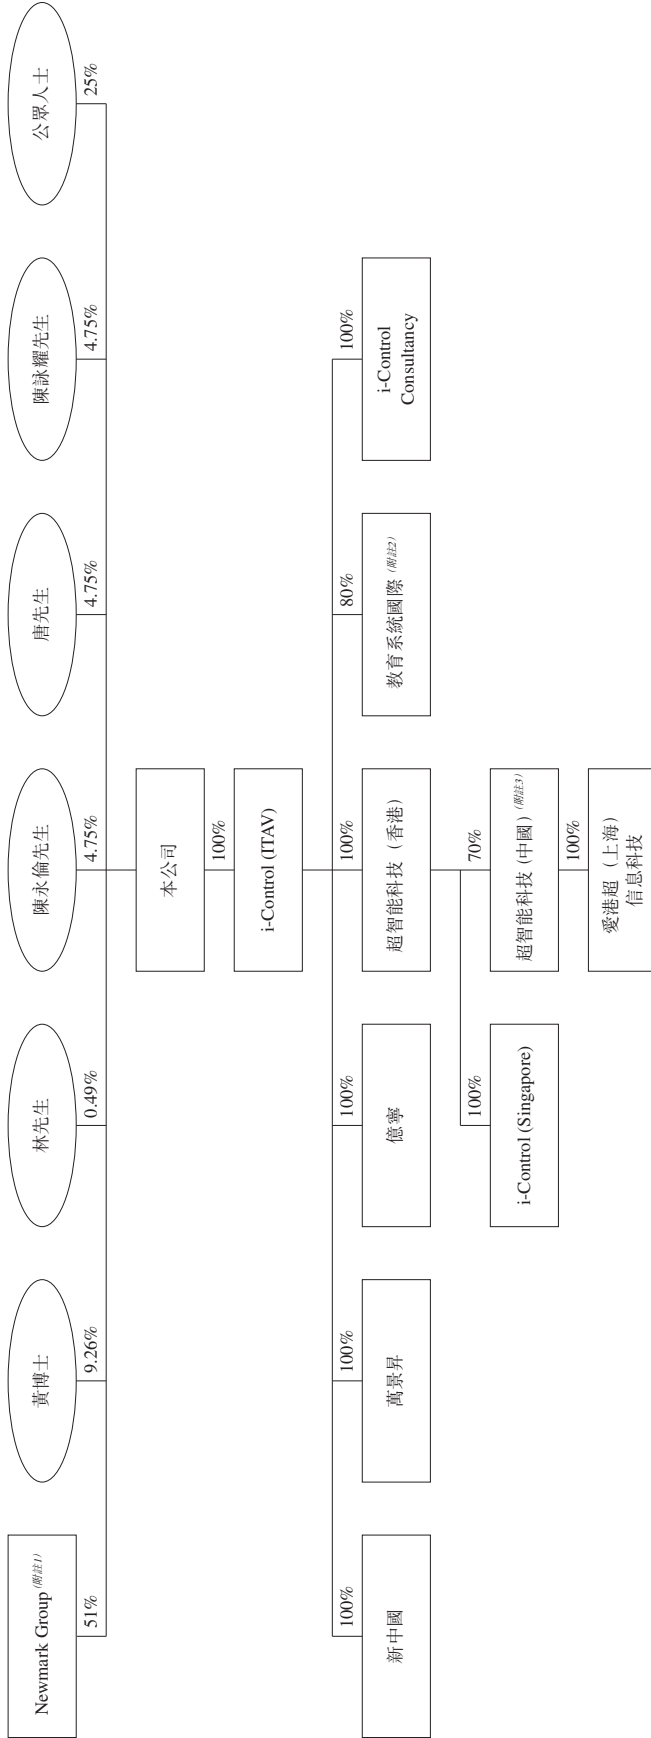 Newmark Group (附註1)
黃博士
林先生
陳永倫先生
唐先生
陳詠耀先生
公眾人士
51%
9.26%
0.49%
4.75%
4.75%
4.75%
25%
本公司
100%
i-Control (ITAV)
100%
100%
100%
100%
80%
100%
新中國
萬景昇
億寧
超智能科技（香港）
教育系統國際 (附註2)
i-Control
Consultancy
100%
70%
i-Control (Singapore)
超智能科技 (中國) (附註3)
100%
愛港超（上海）
信息科技